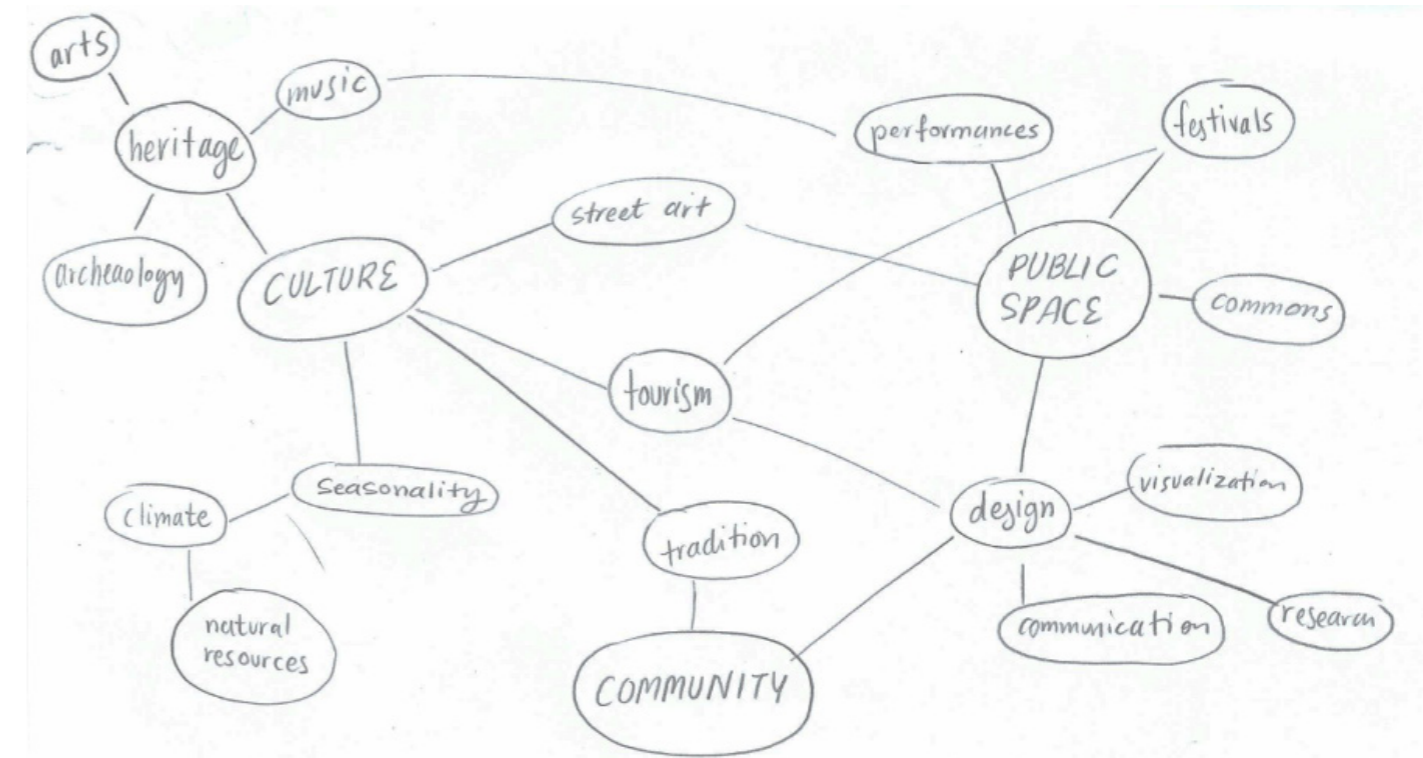 arts
music
heritage
performances
festivals
street art
archeaology
CULTURE
PUBLIC
SPACE
commons
tourism
seasonality
visualization
climate
design
tradition
natural
resources
communication
research
COMMUNITY